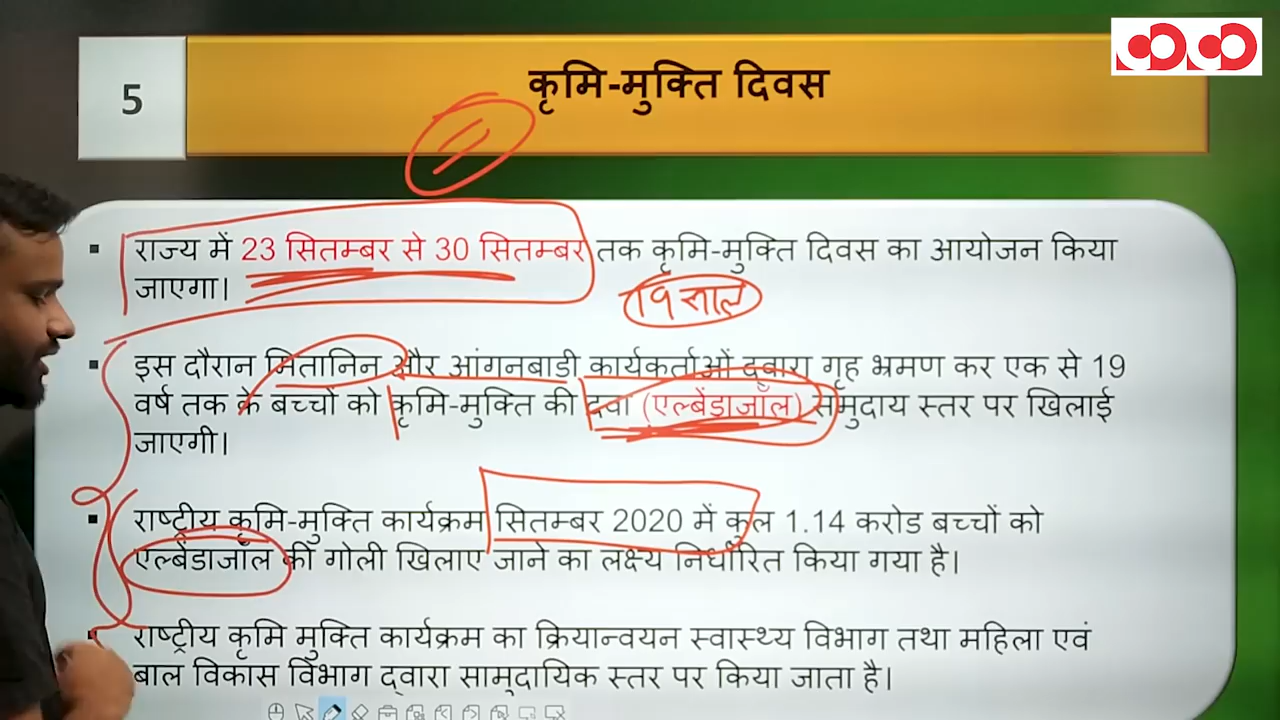 5
कृमि-मुक्ति दिवस
राज्य में 23 सितम्बर से 30 सितम्बर तक कृमि-मुक्ति दिवस का आयोजन किया
जाएगा।
19 साल
इस दौरान मितानिन और आंगनबाडी कार्यकर्ताओं दवारा गृह भ्रमण कर एक से 19
वर्ष तक के बच्चों को कृमि-मुक्ति की दवा (एल्बेंडाजॉल) समुदाय स्तर पर खिलाई
जाएगी।
राष्ट्रीय कृमि-मुक्ति कार्यक्रम सितम्बर 2020 में कुल 1.14 करोड बच्चों को
एल्बेंडाजॉल की गोली खिलाए जाने का लक्ष्य निर्धारित किया गया है।
राष्ट्रीय कृमि मुक्ति कार्यक्रम का क्रियान्वयन स्वास्थ्य विभाग तथा महिला एवं
बाल विकास विभाग द्वारा सामुदायिक स्तर पर किया जाता है।